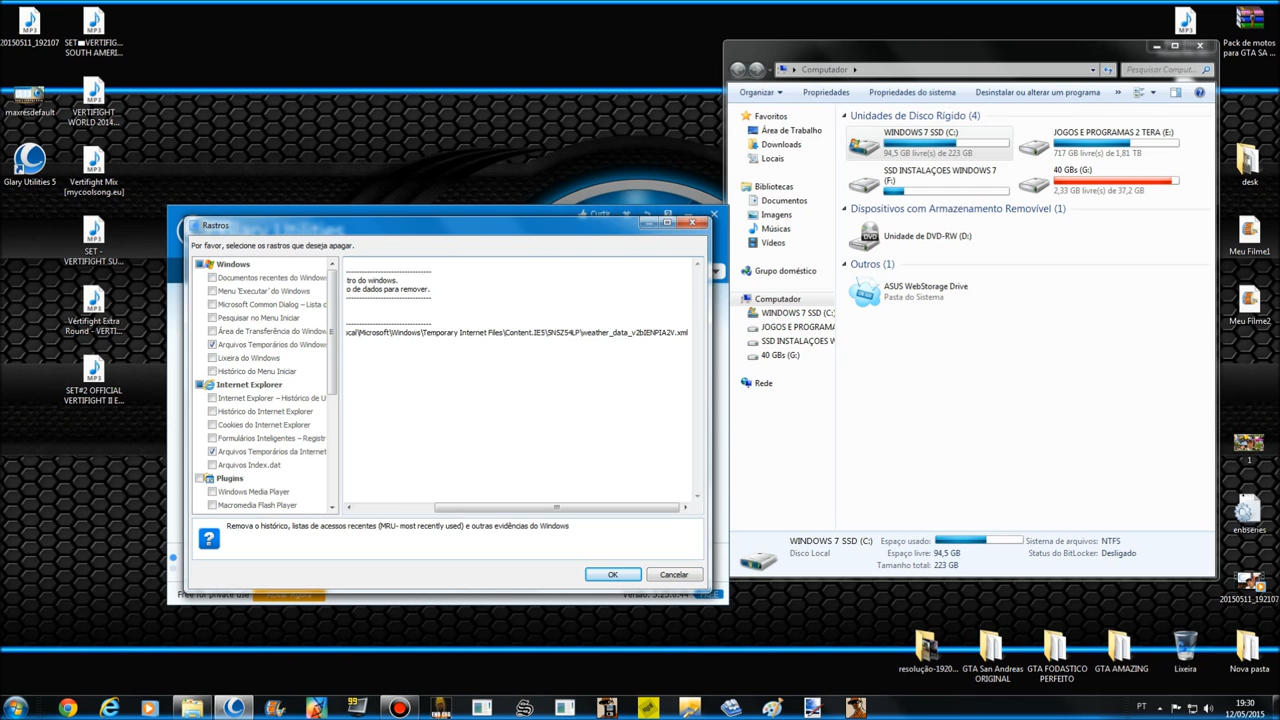 20150511_192107
SET■VERTIFIG...
SOUTH AMERI...
maxresdefault
VERTIFIGHT
WORLD 2014...
Glary Utilities 5
Vertifight Mix
[mycoolsong.eu]
SET -
VERTIFIGHT SU...
Vertifight Extra
Round - VERTI...
SET#2 OFFICIAL
VERTIFIGHT II E...
Pack de motos
para GTA SA ...
desk
Meu Filme1
Meu Filme2
1
enbseries
20150511_192107
resolução-1920...
GTA San Andreas
ORIGINAL
GTA FODASTICO
PERFEITO
GTA AMAZING
Lixeira
Nova pasta
Computador
Pesquisar Comput...
Organizar
Propriedades
Propriedades do sistema
Desinstalar ou alterar um programa
»
Favoritos
Área de Trabalho
Downloads
Locais
Bibliotecas
Documentos
Imagens
Músicas
Vídeos
Grupo doméstico
Computador
WINDOWS 7 SSD (C:)
JOGOS E PROGRAMA
SSD INSTALAÇOES W
40 GBs (G:)
Rede
Unidades de Disco Rígido (4)
WINDOWS 7 SSD (C:)
94,5 GB livre(s) de 223 GB
JOGOS E PROGRAMAS 2 TERA (E:)
717 GB livre(s) de 1,81 TB
SSD INSTALAÇOES WINDOWS 7
(F:)
40 GBs (G:)
2,33 GB livre(s) de 37,2 GB
Dispositivos com Armazenamento Removível (1)
Unidade de DVD-RW (D:)
Outros (1)
ASUS WebStorage Drive
Pasta do Sistema
WINDOWS 7 SSD (C:)
Disco Local
Espaço usado:
Espaço livre: 94,5 GB
Tamanho total: 223 GB
Sistema de arquivos: NTFS
Status do BitLocker: Desligado
Curtir
Rastros
Por favor, selecione os rastros que deseja apagar.
Windows
Documentos recentes do Window
Menu 'Executar' do Windows
Microsoft Common Dialog – Lista c
Pesquisar no Menu Iniciar
Área de Transferência do Window
Arquivos Temporários do Window
Lixeira do Windows
Histórico do Menu Iniciar
Internet Explorer
Internet Explorer – Histórico de U
Histórico do Internet Explorer
Cookies do Internet Explorer
Formulários Inteligentes – Registr
Arquivos Temporários da Internet
Arquivos Index.dat
Plugins
Windows Media Player
Macromedia Flash Player
------------------------------
tro do windows.
o de dados para remover.
------------------------------
------------------------------
cal\Microsoft\Windows\Temporary Internet Files\Content.IE5\SNSZ54LP\weather_data_v2bIENPIA2V.xml
Remova o histórico, listas de acessos recentes (MRU- most recently used) e outras evidências do Windows
OK
Cancelar
Free for private use
Versão: 5.25.0.44
FREE
99
PT
19:30
12/05/2015